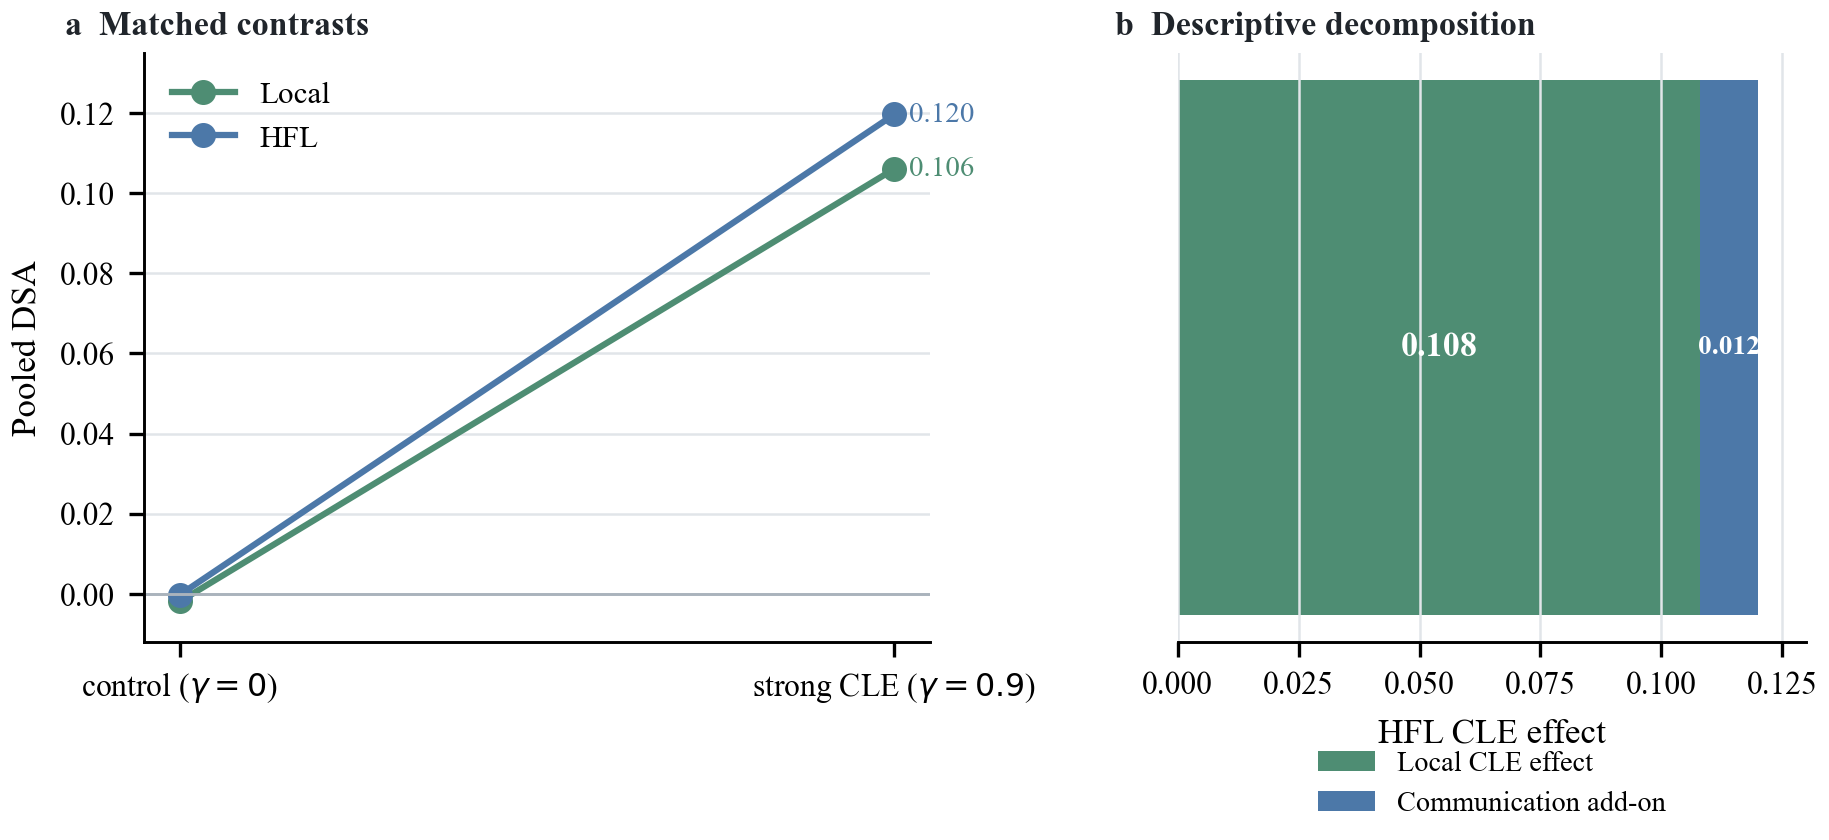 a Matched contrasts
Local
HFL
0.120
0.106
0.12
0.10
0.08
0.06
0.04
0.02
0.00
Pooled DSA
control (γ = 0)
strong CLE (γ = 0.9)
b Descriptive decomposition
0.108
0.012
0.000
0.025
0.050
0.075
0.100
0.125
HFL CLE effect
Local CLE effect
Communication add-on